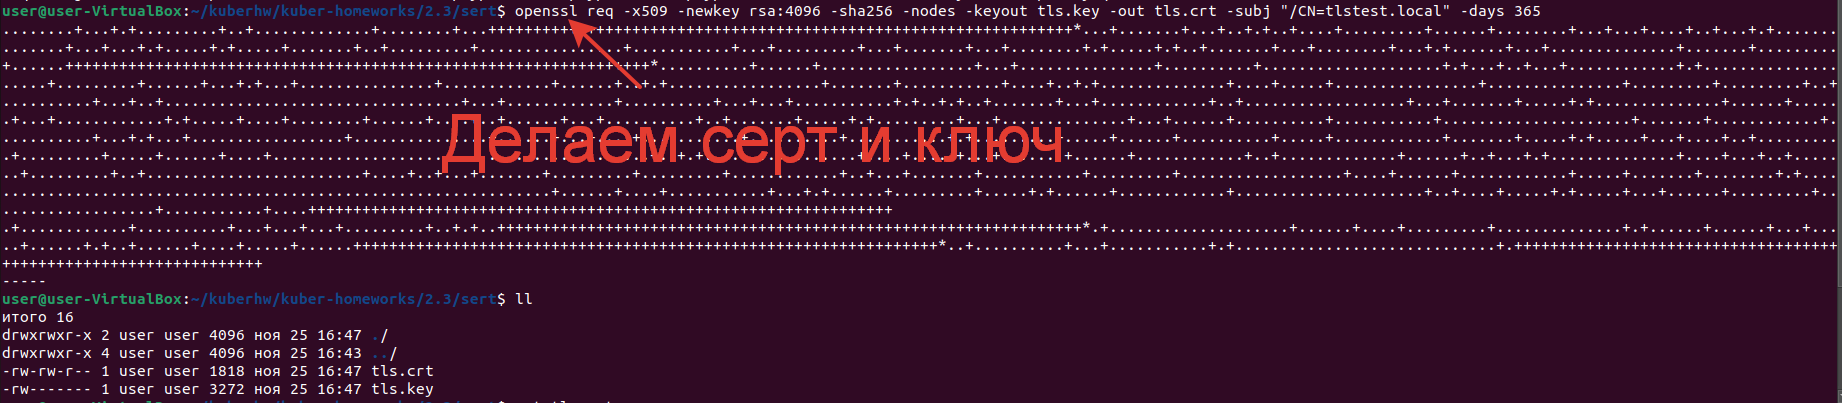 user@user-VirtualBox:~/kuberhw/kuber-homeworks/2.3/sert$ openssl req -x509 -newkey rsa:4096 -sha256 -nodes -keyout tls.key -out tls.crt -subj "/CN=tlstest.local" -days 365
Делаем серт и ключ
-----
user@user-VirtualBox:~/kuberhw/kuber-homeworks/2.3/sert$ ll
итого 16
drwxrwxr-x 2 user user 4096 ноя 25 16:47 ./
drwxrwxr-x 4 user user 4096 ноя 25 16:43 ../
-rw-rw-r-- 1 user user 1818 ноя 25 16:47 tls.crt
-rw------- 1 user user 3272 ноя 25 16:47 tls.key